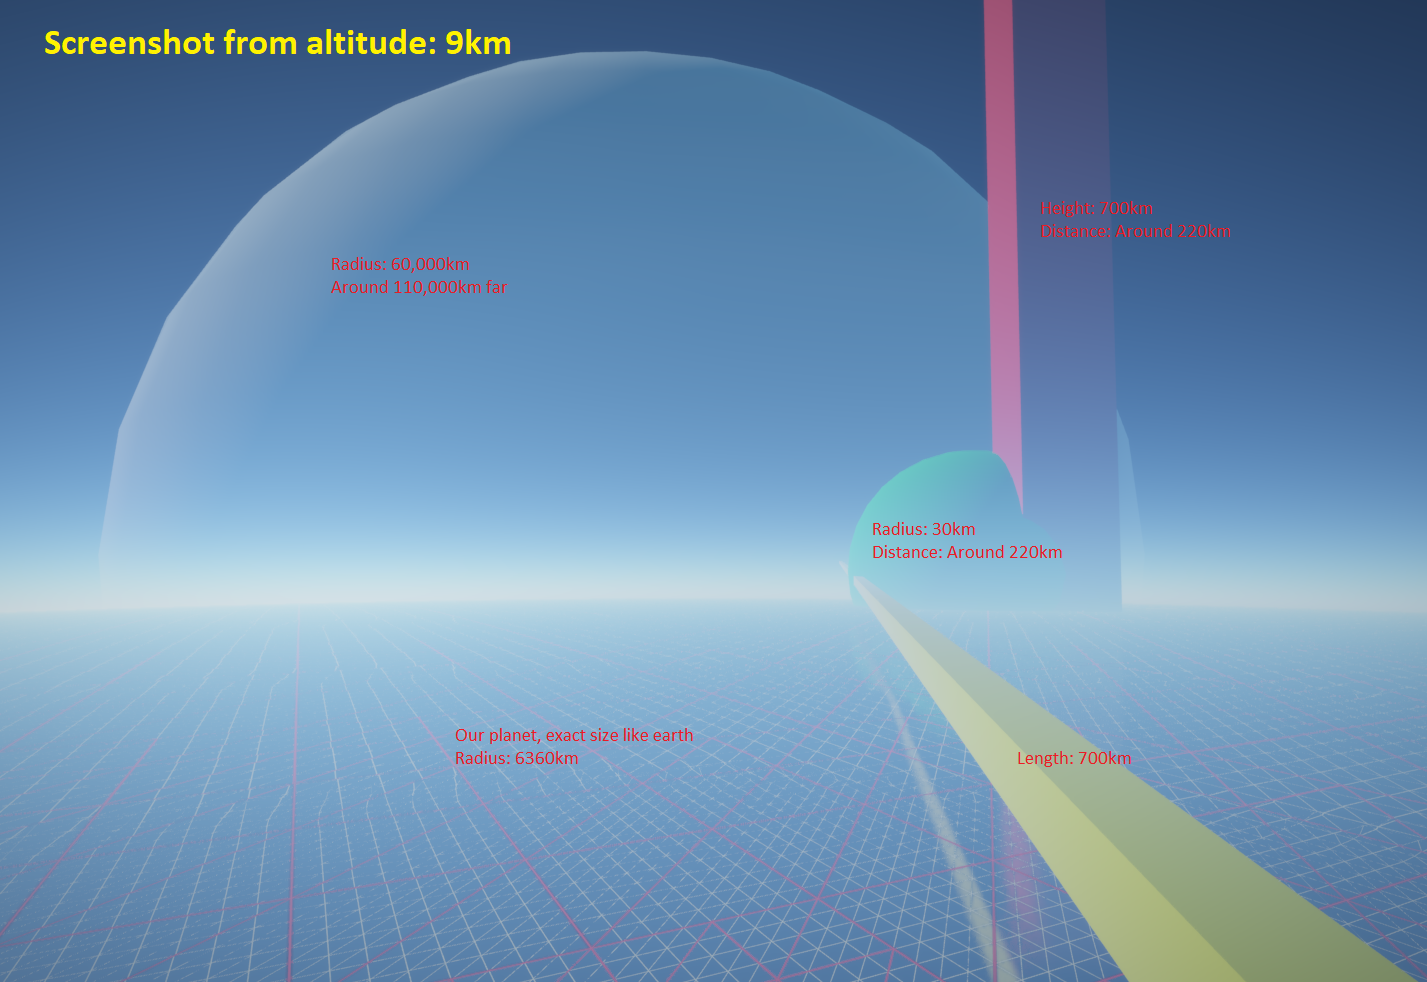 Screenshot from altitude: 9km
Height: 700km
Distance: Around 220km
Radius: 60,000km
Around 110,000km far
Radius: 30km
Distance: Around 220km
Our planet, exact size like earth
Radius: 6360km
Length: 700km